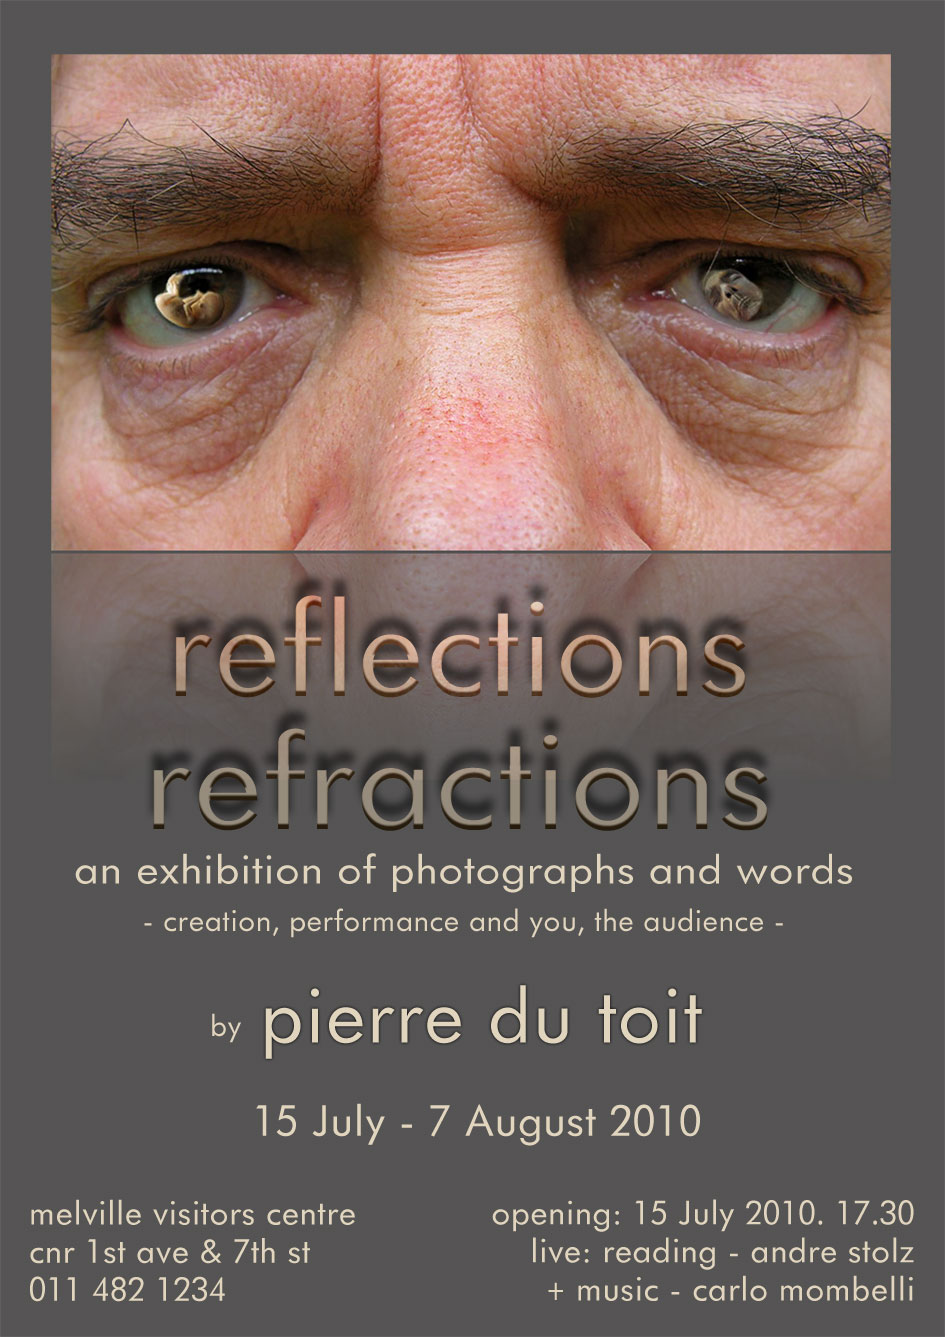 reflections
refractions
an exhibition of photographs and words
- creation, performance and you, the audience -
by pierre du toit
15 July - 7 August 2010
melville visitors centre
cnr 1st ave & 7th st
011 482 1234
opening: 15 July 2010. 17.30
live: reading - andre stolz
+ music - carlo mombelli